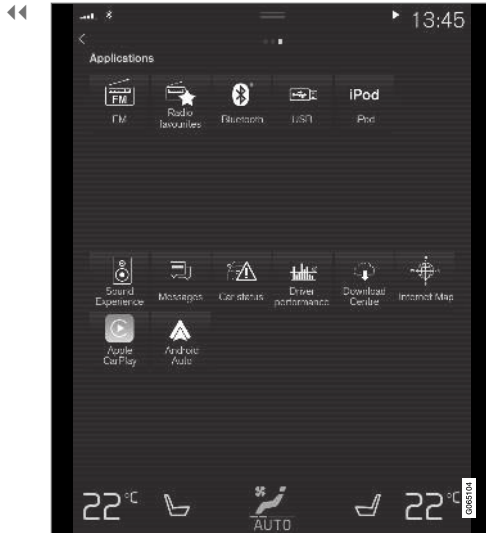 13:45
Applications
FM
iPod
FM
Radio
favourites
Bluetooth
USB
iPod
Sound
Experience
Messages
Car status
Driver
performance
Download
Centre
Internet Map
Apple
CarPlay
Android
Auto
22°C
AUTO
22°C
G065104